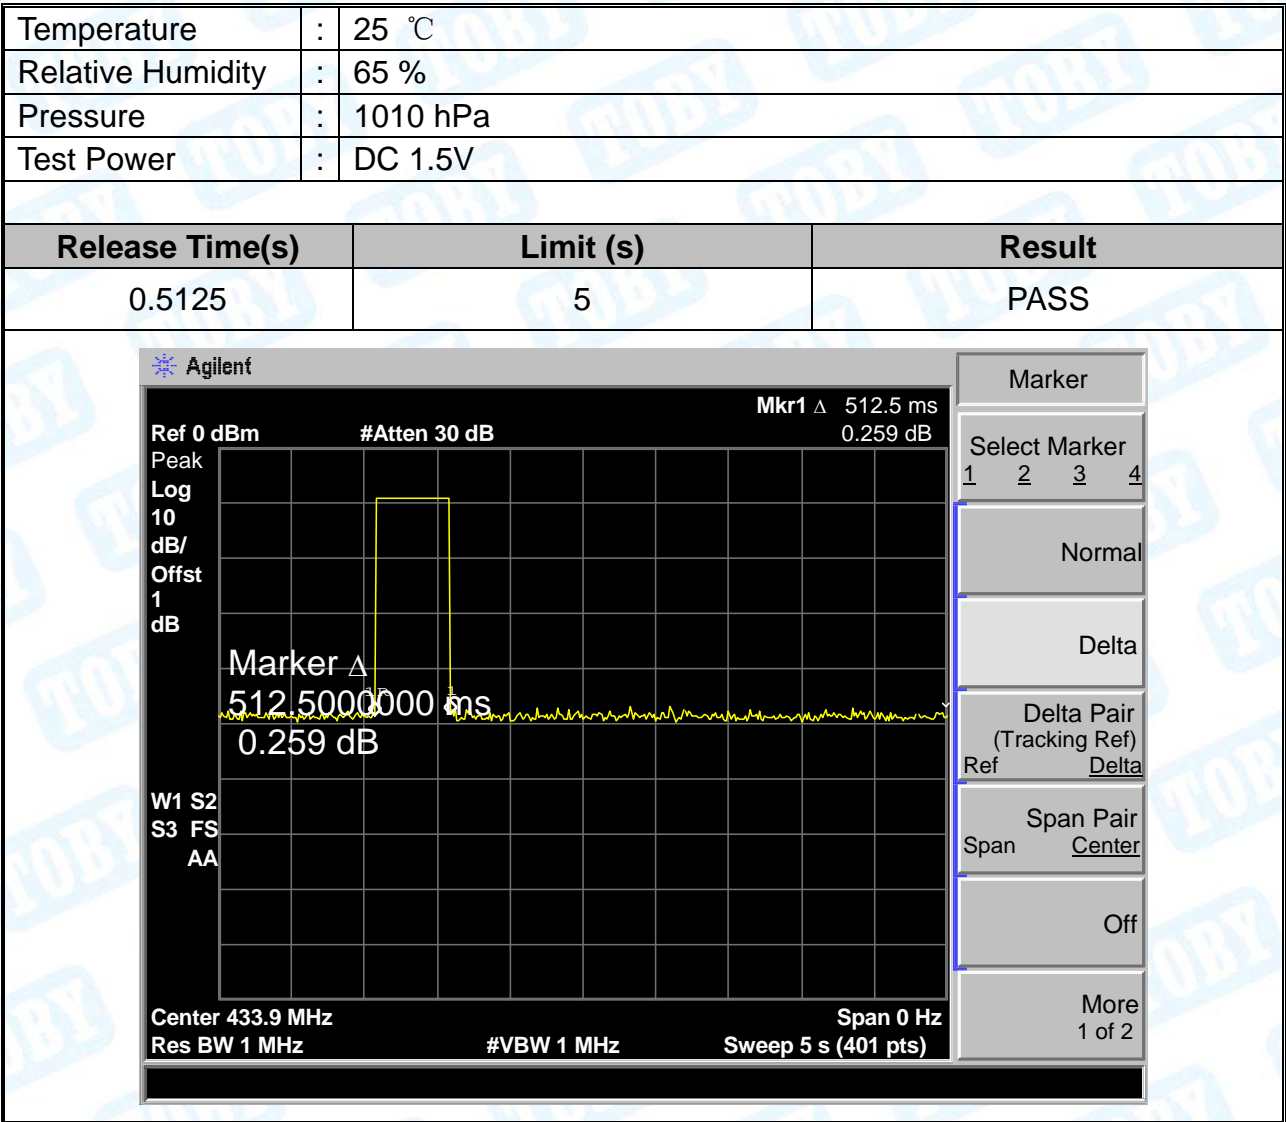 Temperature : 25 ℃
Relative Humidity : 65 %
Pressure : 1010 hPa
Test Power : DC 1.5V
Release Time(s) Limit (s) Result
0.5125 5 PASS
Agilent
Marker
Mkr1 Δ 512.5 ms
Ref 0 dBm #Atten 30 dB 0.259 dB
Peak
Log
10
dB/
Offst
1
dB
Marker Δ
512.5000000 ms
0.259 dB
W1 S2
S3 FS
AA
Center 433.9 MHz Span 0 Hz
Res BW 1 MHz #VBW 1 MHz Sweep 5 s (401 pts)
Select Marker
1 2 3 4
Normal
Delta
Delta Pair
(Tracking Ref)
Ref Delta
Span Pair
Span Center
Off
More
1 of 2
TOBY